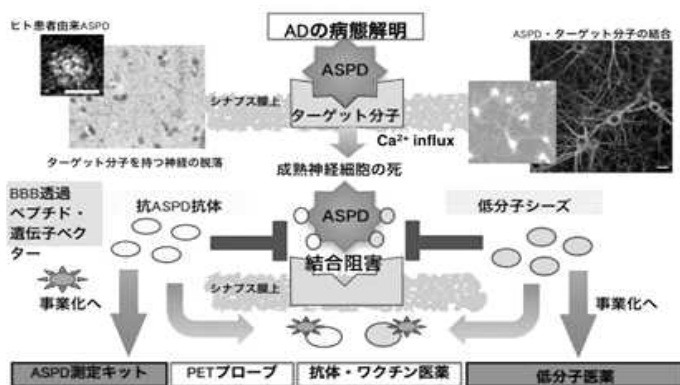 ADの病態解明
ヒト患者由来ASPD
ASPD・ターゲット分子の結合
ASPD
シナプス膜上
ターゲット分子
Ca²⁺ influx
ターゲット分子を持つ神経の脱落
成熟神経細胞の死
BBB透過
ペプチド・
遺伝子ベク
ター
抗ASPD抗体
ASPD
低分子シーズ
結合阻害
シナプス膜上
事業化へ
事業化へ
ASPD測定キット
PETプローブ
抗体・ワクチン医薬
低分子医薬